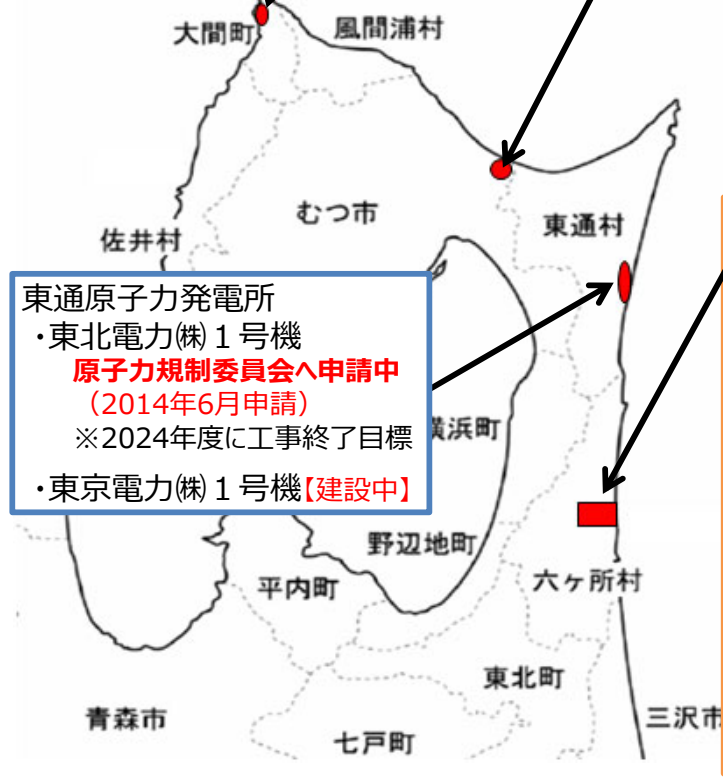 大間町
風間浦村
むつ市
東通村
佐井村
東通原子力発電所
・東北電力㈱１号機
原子力規制委員会へ申請中
（2014年6月申請）
※2024年度に工事終了目標
・東京電力㈱１号機【建設中】
横浜町
野辺地町
六ヶ所村
平内町
東北町
青森市
七戸町
三沢市